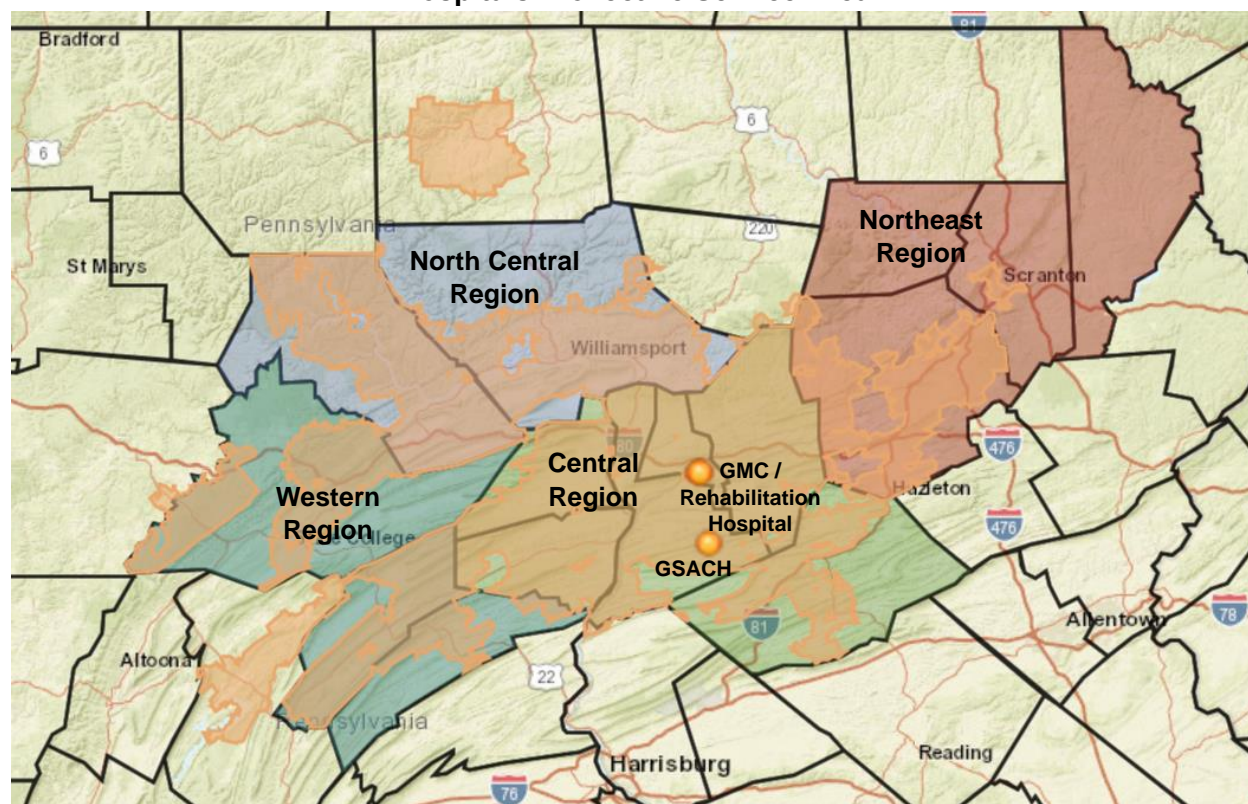 81
Bradford
6
6
Pennsylvania
220
Northeast
Region
St Marys
North Central
Region
Scranton
Williamsport
80
Central
Region
GMC /
Rehabilitation
Hospital
476
Western
Region
Hazleton
College
476
GSACH
81
Allentown
78
Altoona
22
Pennsylvania
Reading
Harrisburg
76